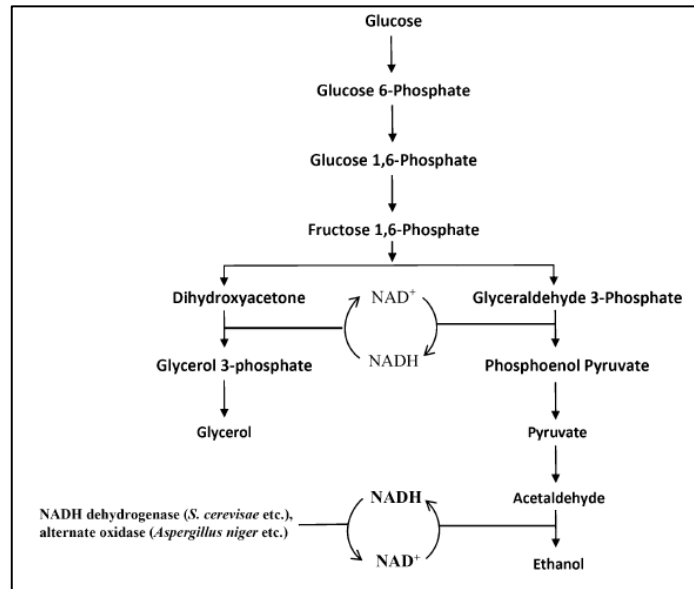 Glucose
Glucose 6-Phosphate
Glucose 1,6-Phosphate
Fructose 1,6-Phosphate
Dihydroxyacetone
NAD⁺
Glyceraldehyde 3-Phosphate
Glycerol 3-phosphate
NADH
Phosphoenol Pyruvate
Glycerol
Pyruvate
NADH dehydrogenase (S. cerevisae etc.),
alternate oxidase (Aspergillus niger etc.)
NADH
Acetaldehyde
NAD⁺
Ethanol